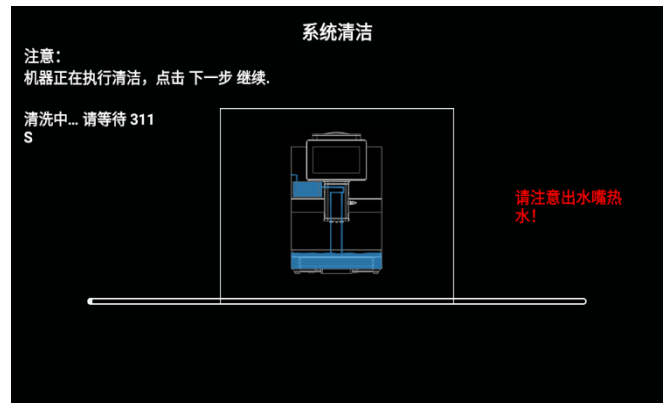 系统清洁
注意：
机器正在执行清洁，点击 下一步 继续.
清洗中... 请等待 311
S
请注意出水嘴热
水！